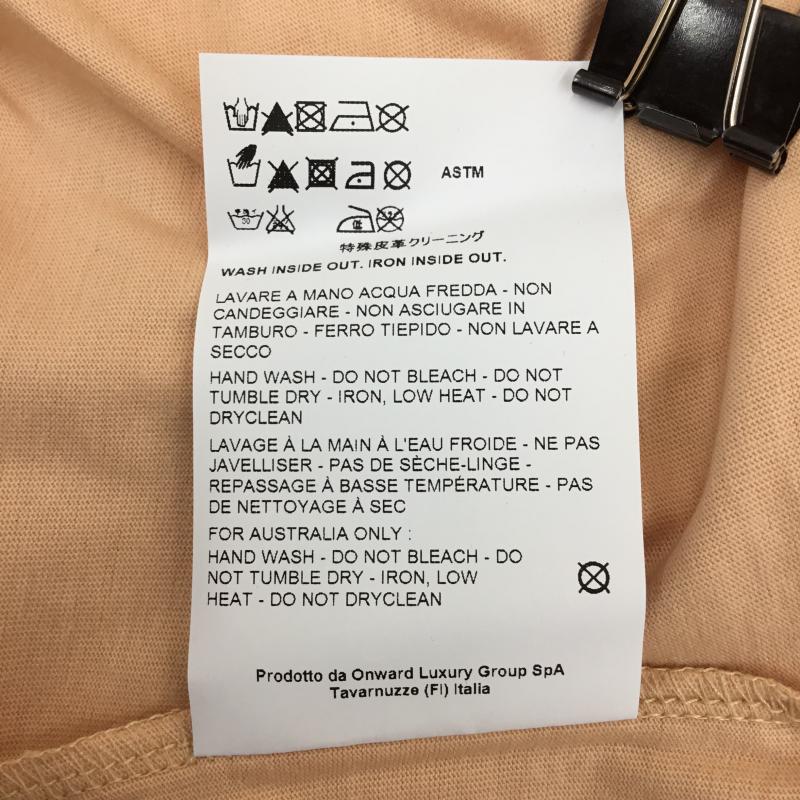 ASTM
30
低
特殊皮革クリーニング
WASH INSIDE OUT. IRON INSIDE OUT.
LAVARE A MANO ACQUA FREDDA - NON
CANDEGGIARE - NON ASCIUGARE IN
TAMBURO - FERRO TIEPIDO - NON LAVARE A
SECCO
HAND WASH - DO NOT BLEACH - DO NOT
TUMBLE DRY - IRON, LOW HEAT - DO NOT
DRYCLEAN
LAVAGE À LA MAIN À L'EAU FROIDE - NE PAS
JAVELLISER - PAS DE SÈCHE-LINGE -
REPASSAGE À BASSE TEMPÉRATURE - PAS
DE NETTOYAGE À SEC
FOR AUSTRALIA ONLY :
HAND WASH - DO NOT BLEACH - DO
NOT TUMBLE DRY - IRON, LOW
HEAT - DO NOT DRYCLEAN
Prodotto da Onward Luxury Group SpA
Tavarnuzze (FI) Italia